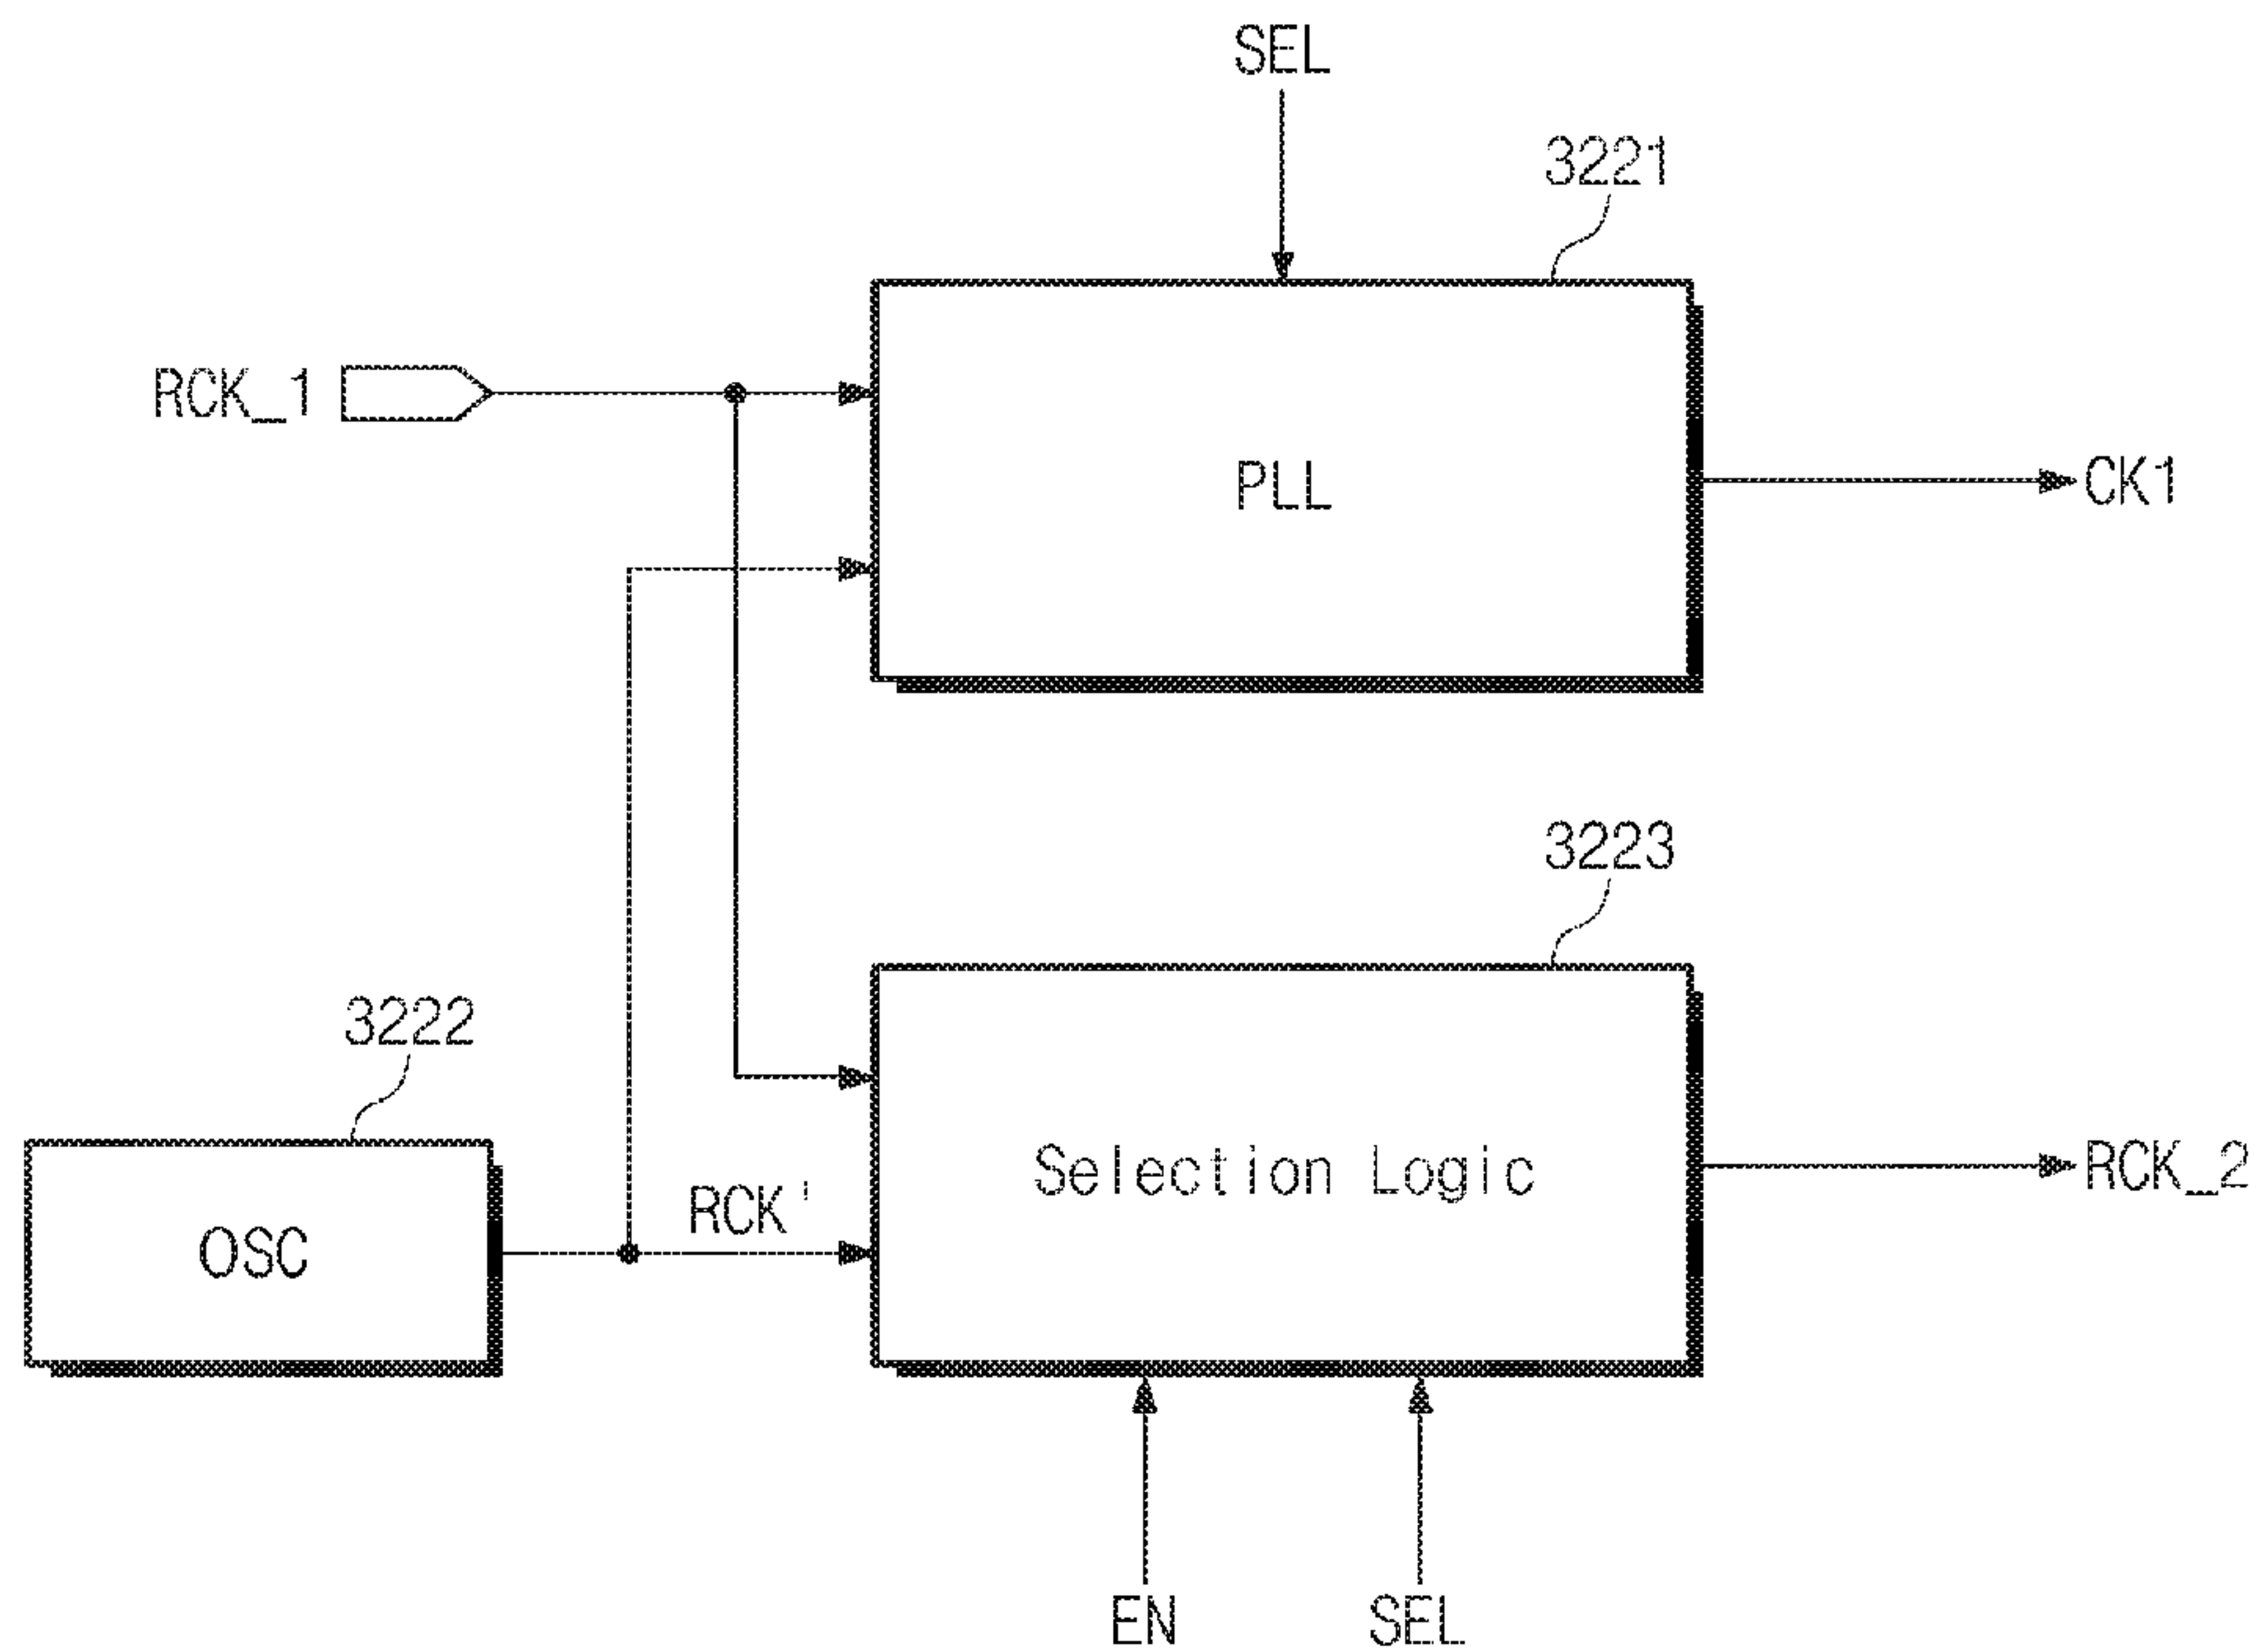 SEL
3221
RCK_1
PLL
CK1
3223
3222
Selection Logic
RCK'
RCK_2
OSC
EN
SEL